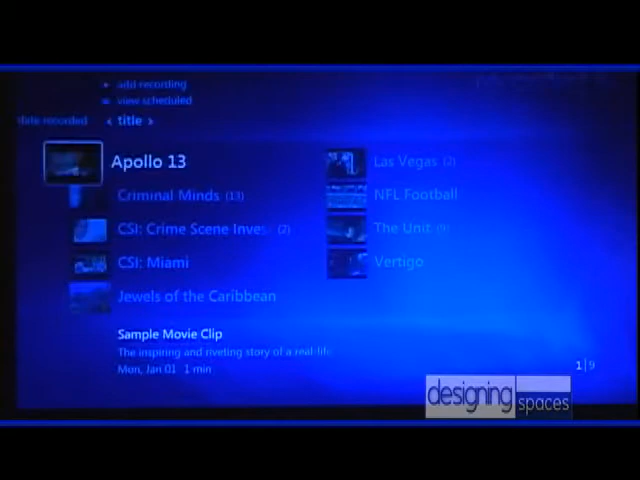 add recording
view scheduled
date recorded
title
Apollo 13
Criminal Minds (13)
CSI: Crime Scene Inves (2)
CSI: Miami
Jewels of the Caribbean
Las Vegas (2)
NFL Football
The Unit (9)
Vertigo
Sample Movie Clip
The inspiring and riveting story of a real-life
Mon, Jan 01 1 min
1|9
designing
spaces